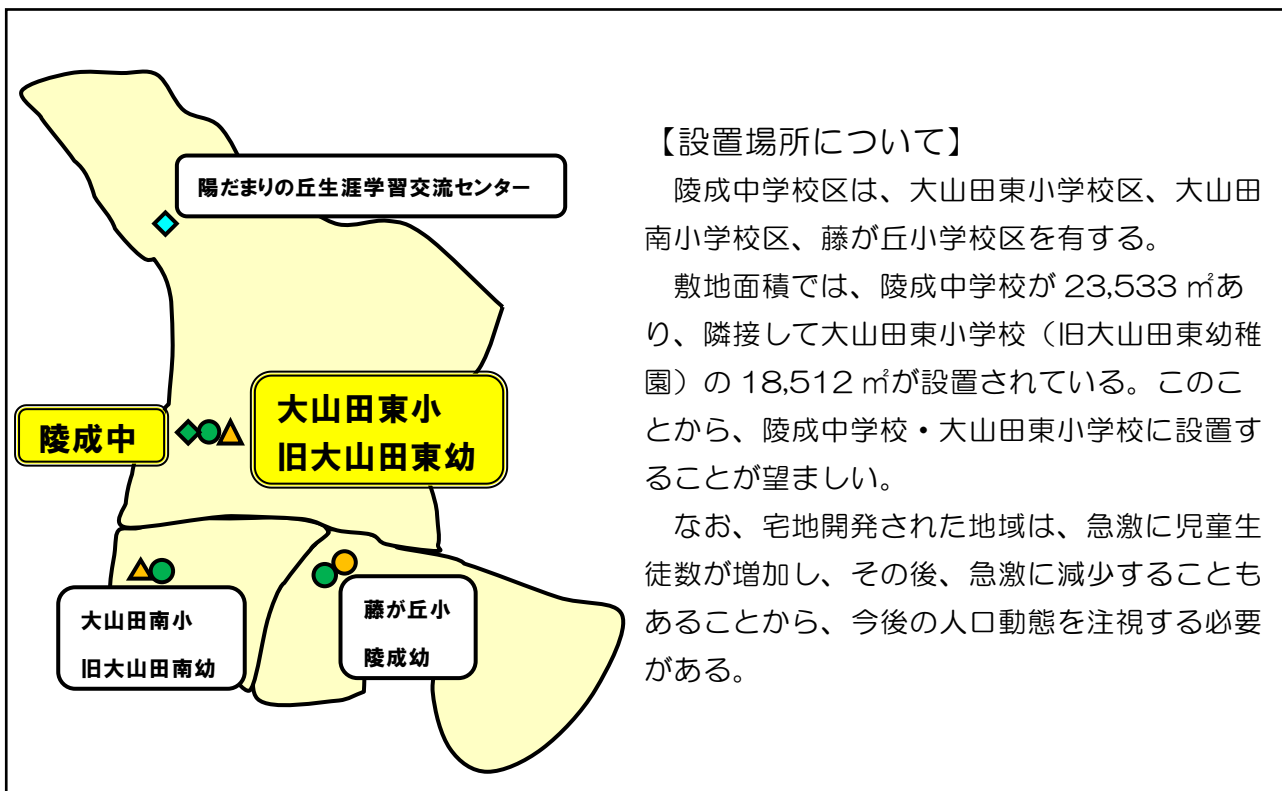 陽だまりの丘生涯学習交流センター
陵成中
大山田東小
旧大山田東幼
大山田南小
旧大山田南幼
藤が丘小
陵成幼
【設置場所について】
　陵成中学校区は、大山田東小学校区、大山田
南小学校区、藤が丘小学校区を有する。
　敷地面積では、陵成中学校が 23,533 ㎡あ
り、隣接して大山田東小学校（旧大山田東幼稚
園）の 18,512 ㎡が設置されている。このこ
とから、陵成中学校・大山田東小学校に設置す
ることが望ましい。
　なお、宅地開発された地域は、急激に児童生
徒数が増加し、その後、急激に減少することも
あることから、今後の人口動態を注視する必要
がある。